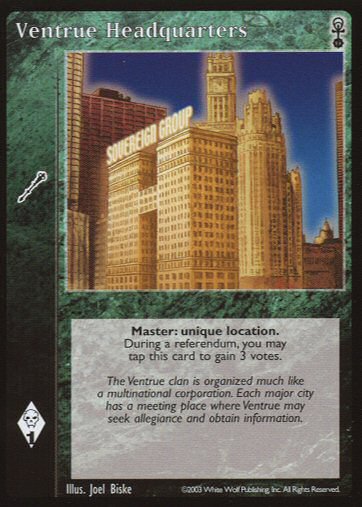 Ventrue Headquarters
SOVEREIGN GROUP
Master: unique location.
During a referendum, you may
tap this card to gain 3 votes.
The Ventrue clan is organized much like
a multinational corporation. Each major city
has a meeting place where Ventrue may
seek allegiance and obtain information.
1
Illus. Joel Biske
©2003 White Wolf Publishing, Inc. All Rights Reserved.